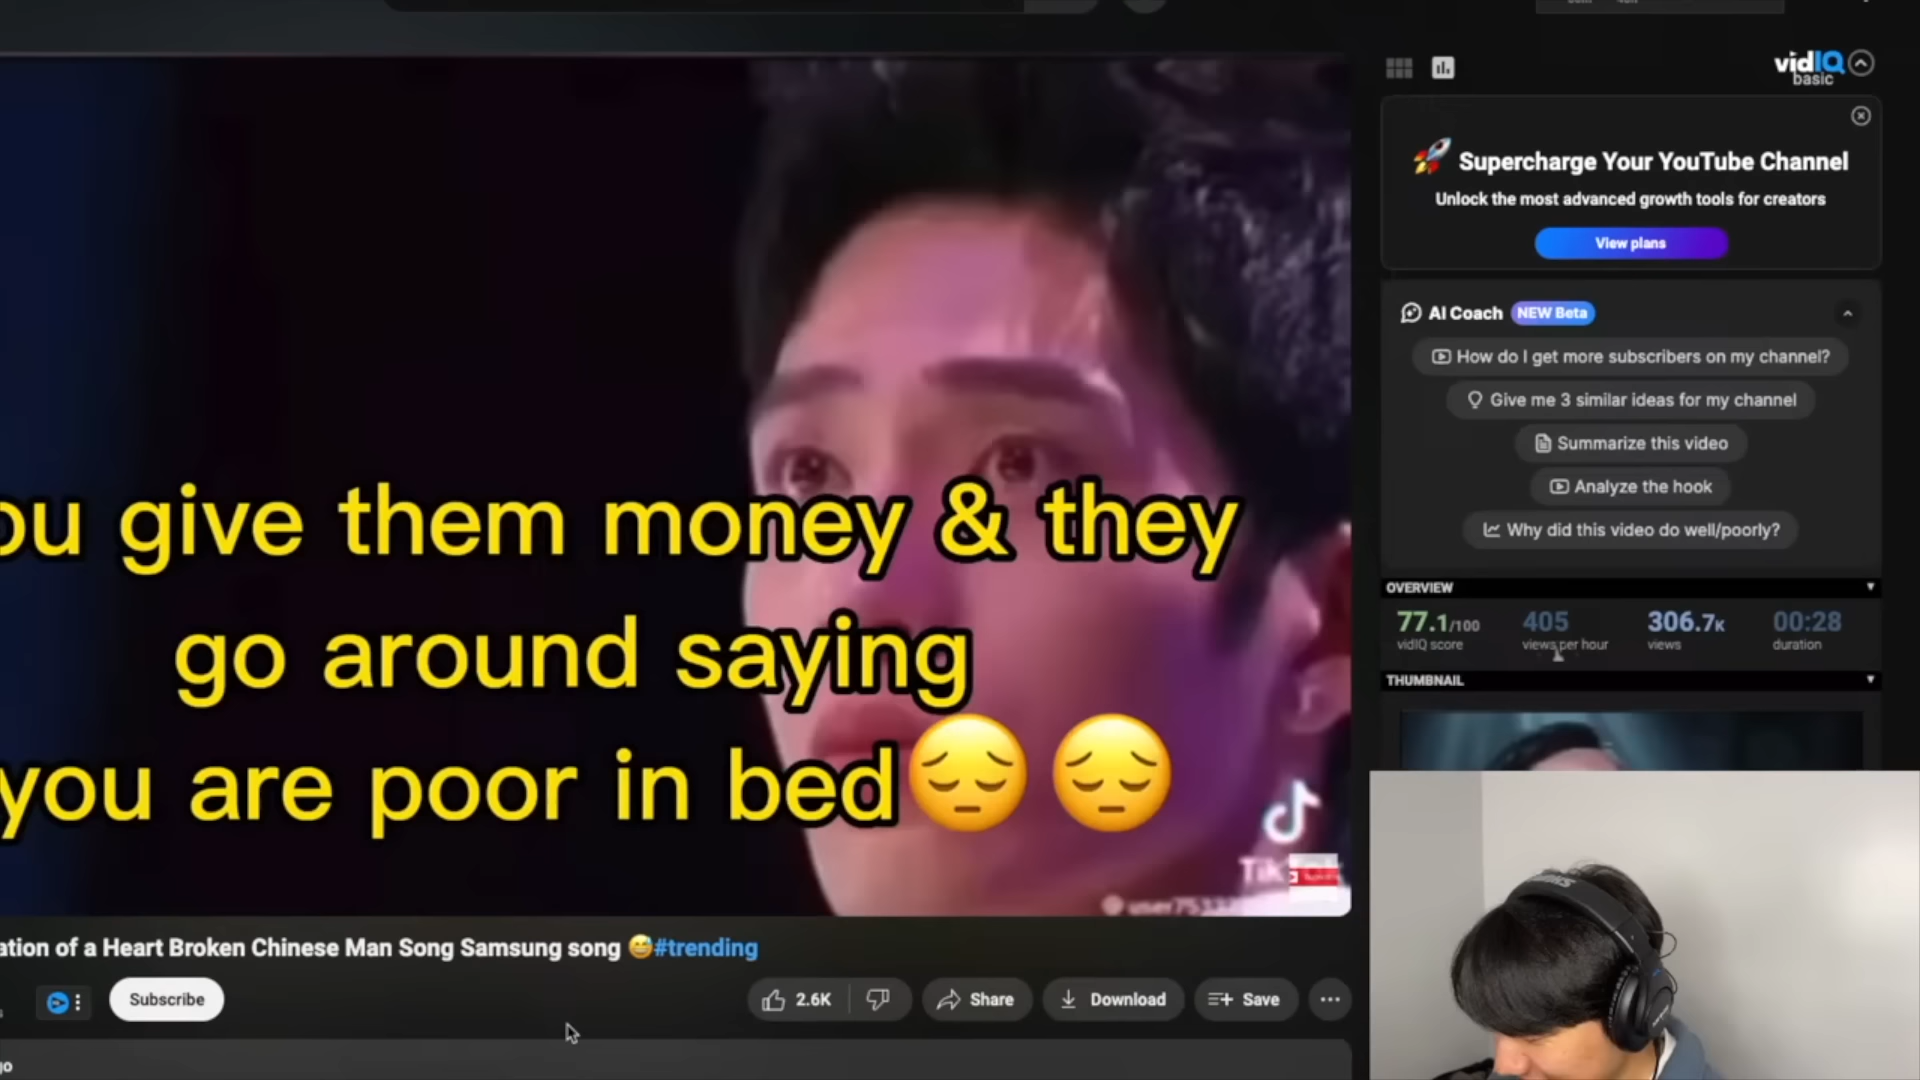 vidIQ
basic
Supercharge Your YouTube Channel
Unlock the most advanced growth tools for creators
View plans
AI Coach NEW Beta
How do I get more subscribers on my channel?
Give me 3 similar ideas for my channel
Summarize this video
Analyze the hook
Why did this video do well/poorly?
OVERVIEW
77.1/100 405 306.7K 00:28
vidIQ score views per hour views duration
THUMBNAIL
ou give them money & they
go around saying
you are poor in bed😔😔
TikTok
ation of a Heart Broken Chinese Man Song Samsung song 😅#trending
Subscribe
2.6K
Share
Download
Save
go